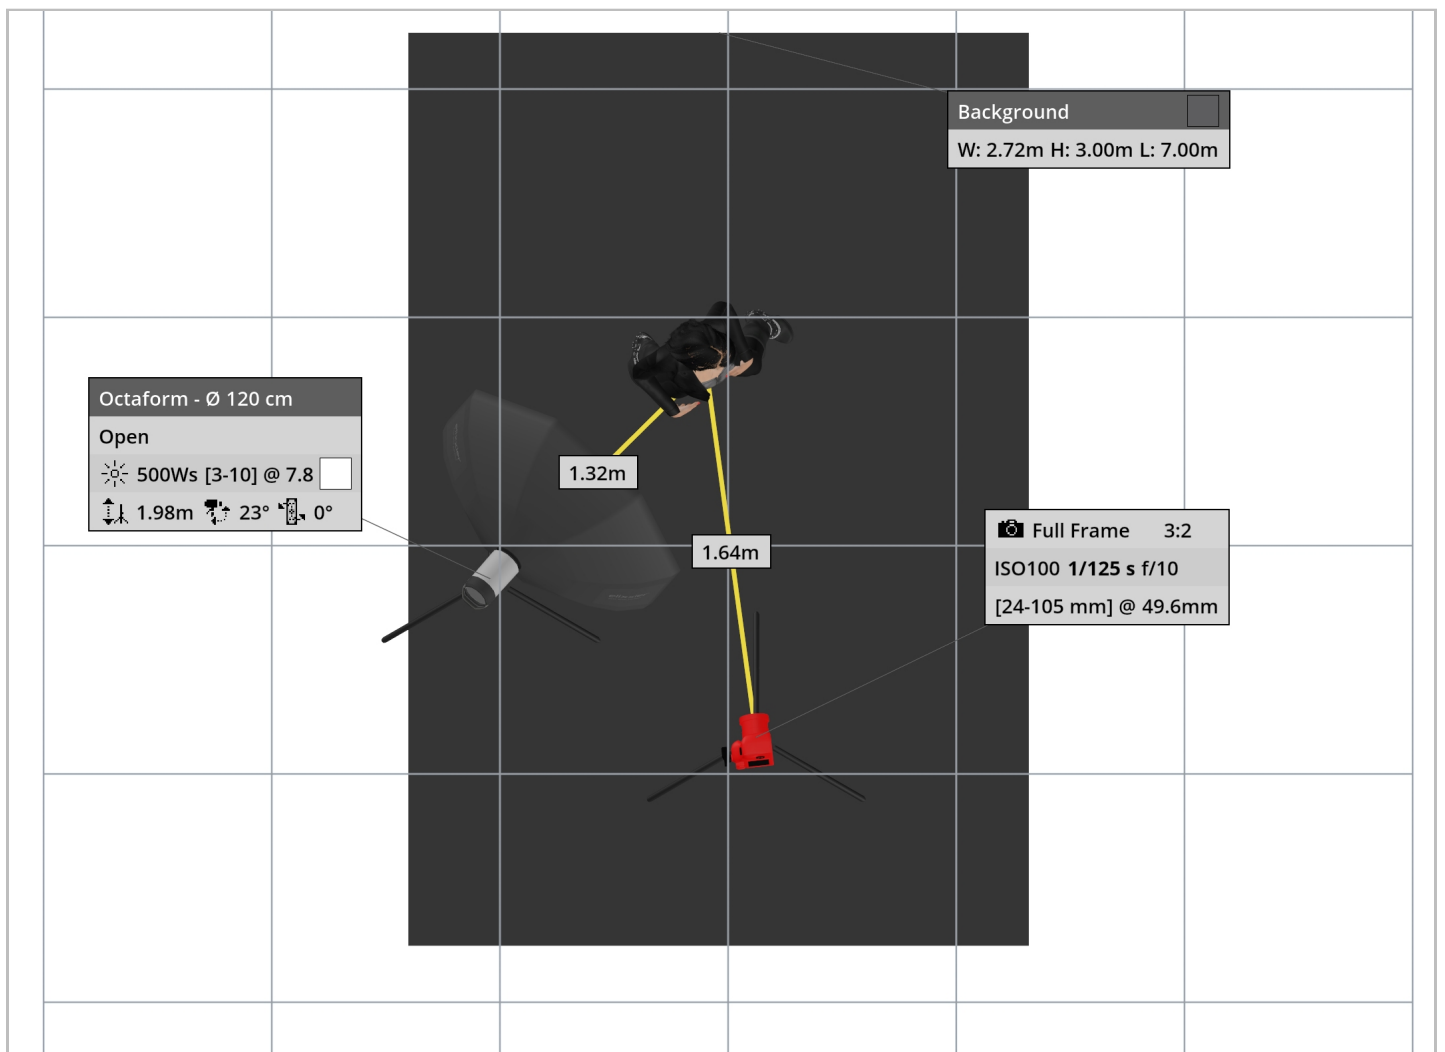 Background
W: 2.72m H: 3.00m L: 7.00m
Octaform - Ø 120 cm
Open
500Ws [3-10] @ 7.8
1.98m 23° 0°
1.32m
1.64m
Full Frame 3:2
ISO100 1/125 s f/10
[24-105 mm] @ 49.6mm